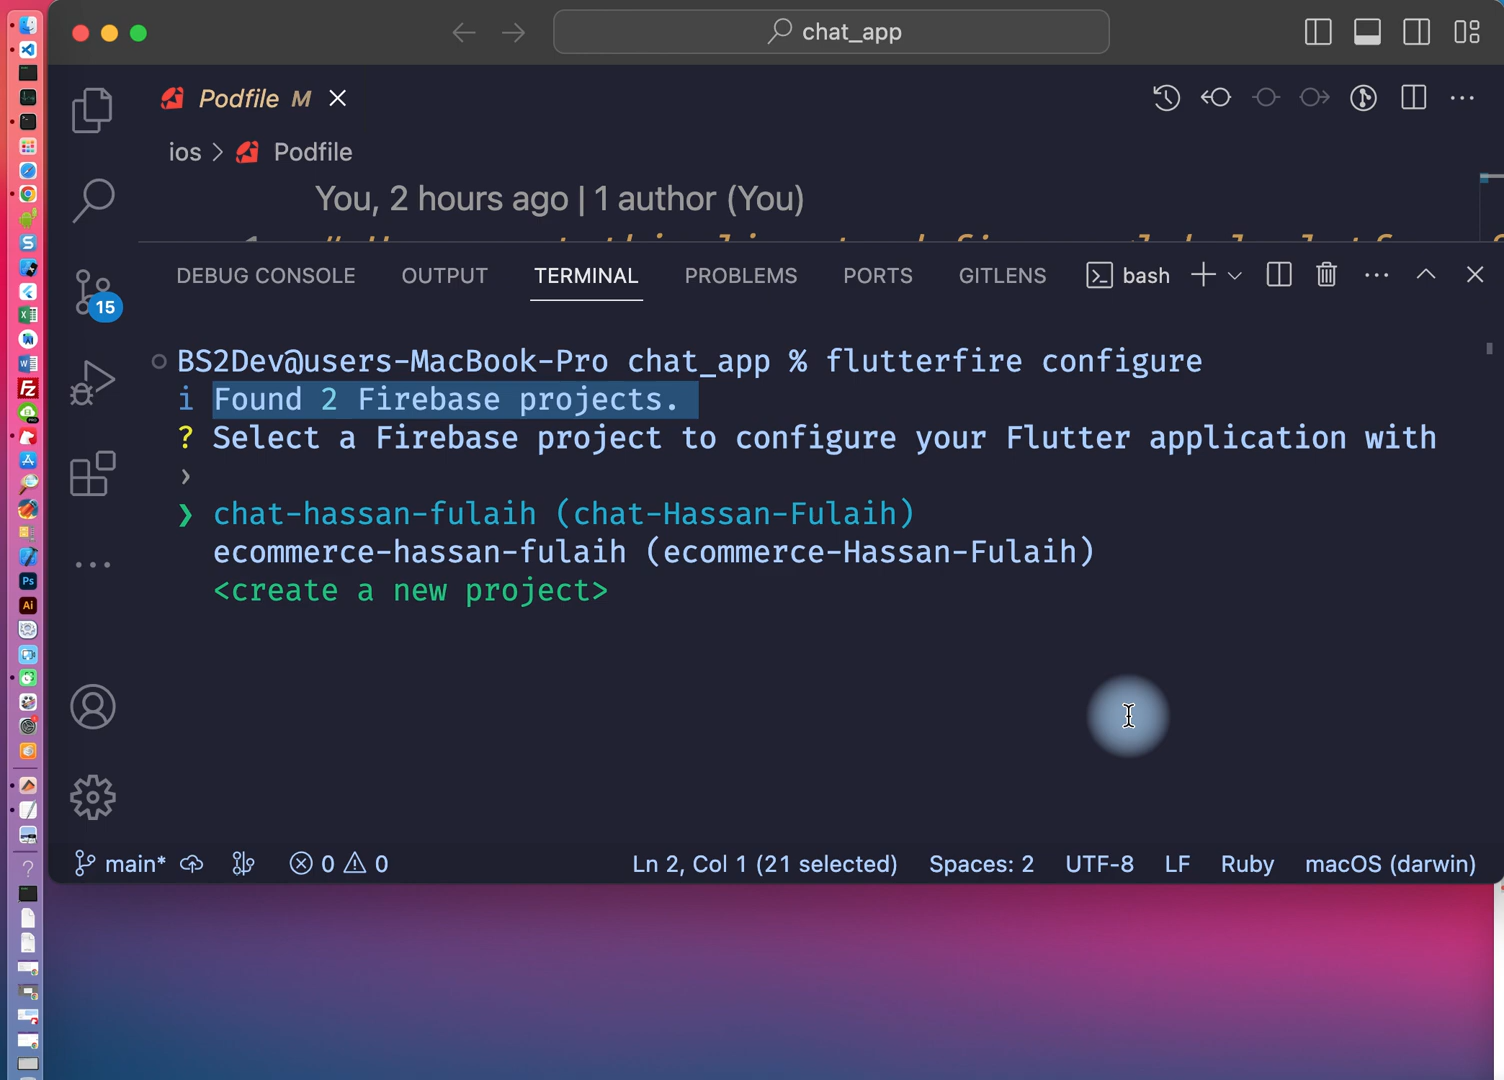 chat_app
Podfile M
ios > Podfile
You, 2 hours ago | 1 author (You)
DEBUG CONSOLE OUTPUT TERMINAL PROBLEMS PORTS GITLENS bash
BS2Dev@users-MacBook-Pro chat_app % flutterfire configure
i Found 2 Firebase projects.
? Select a Firebase project to configure your Flutter application with
›
❯ chat-hassan-fulaih (chat-Hassan-Fulaih)
ecommerce-hassan-fulaih (ecommerce-Hassan-Fulaih)
<create a new project>
15
main* 0 0 Ln 2, Col 1 (21 selected) Spaces: 2 UTF-8 LF Ruby macOS (darwin)
Ps
Ai
Fz